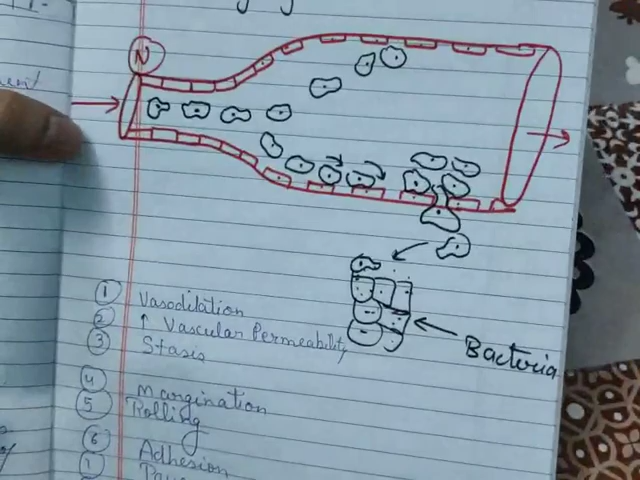 N
① Vasodilation
② ↑ Vascular Permeability
③ Stasis
Bacteria
④ Margination
⑤ Rolling
⑥ Adhesion